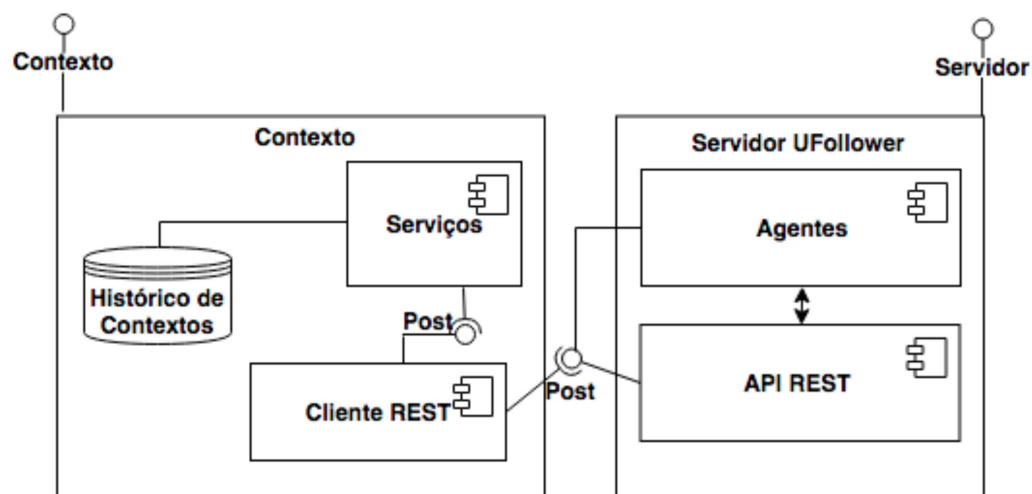 Contexto
Servidor
Contexto
Servidor UFollower
Serviços
Agentes
Histórico de
Contextos
Post
Post
API REST
Cliente REST